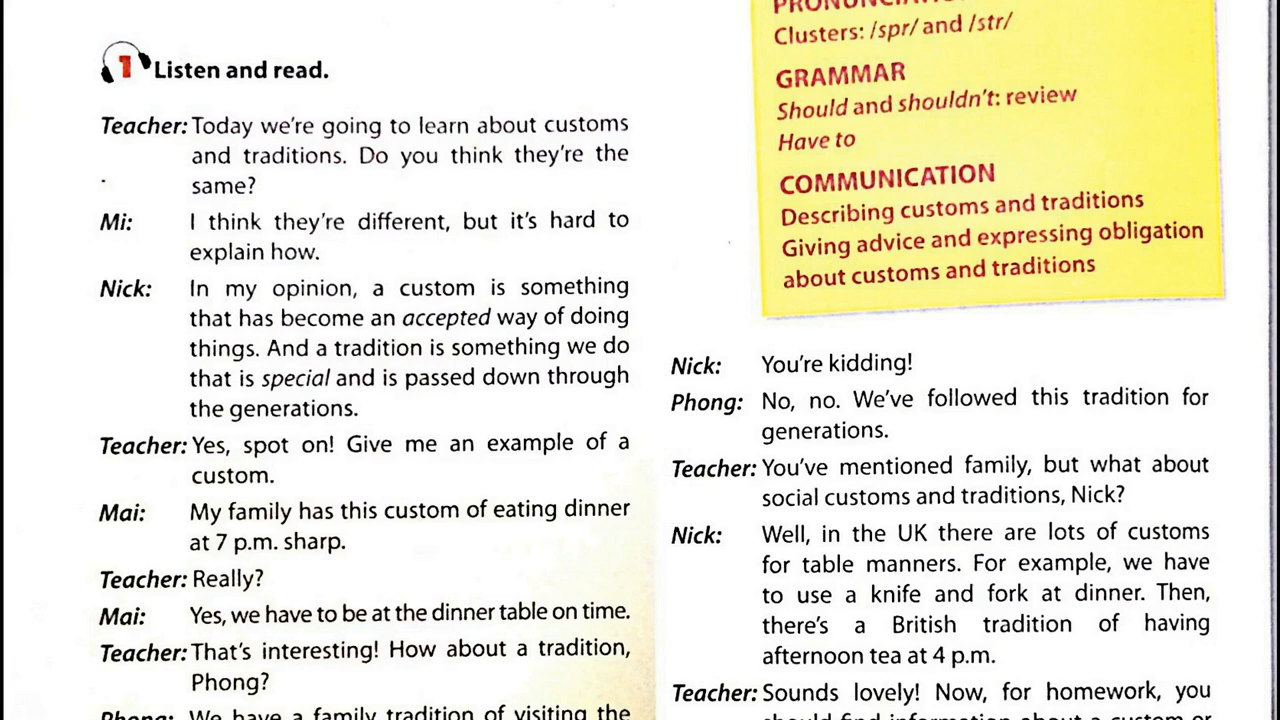 1 Listen and read.
Teacher: Today we're going to learn about customs
and traditions. Do you think they're the
same?
Mi: I think they're different, but it's hard to
explain how.
Nick: In my opinion, a custom is something
that has become an accepted way of doing
things. And a tradition is something we do
that is special and is passed down through
the generations.
Teacher: Yes, spot on! Give me an example of a
custom.
Mai: My family has this custom of eating dinner
at 7 p.m. sharp.
Teacher: Really?
Mai: Yes, we have to be at the dinner table on time.
Teacher: That's interesting! How about a tradition,
Phong?
Phong: We have a family tradition of visiting the
PRONUNCIATION
Clusters: /spr/ and /str/
GRAMMAR
Should and shouldn't: review
Have to
COMMUNICATION
Describing customs and traditions
Giving advice and expressing obligation
about customs and traditions
Nick: You're kidding!
Phong: No, no. We've followed this tradition for
generations.
Teacher: You've mentioned family, but what about
social customs and traditions, Nick?
Nick: Well, in the UK there are lots of customs
for table manners. For example, we have
to use a knife and fork at dinner. Then,
there's a British tradition of having
afternoon tea at 4 p.m.
Teacher: Sounds lovely! Now, for homework, you
should find information about a custom or